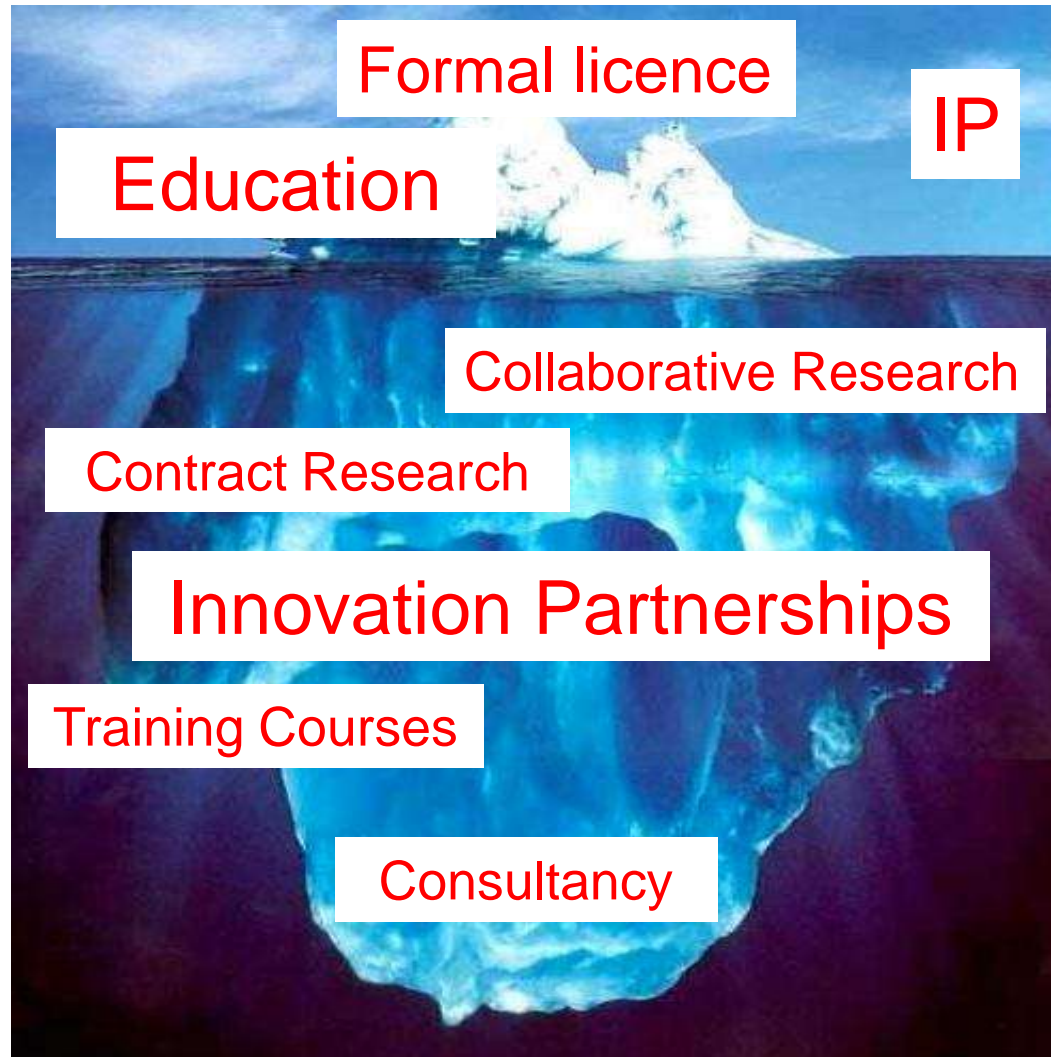 Formal licence
IP
Education
Collaborative Research
Contract Research
Innovation Partnerships
Training Courses
Consultancy